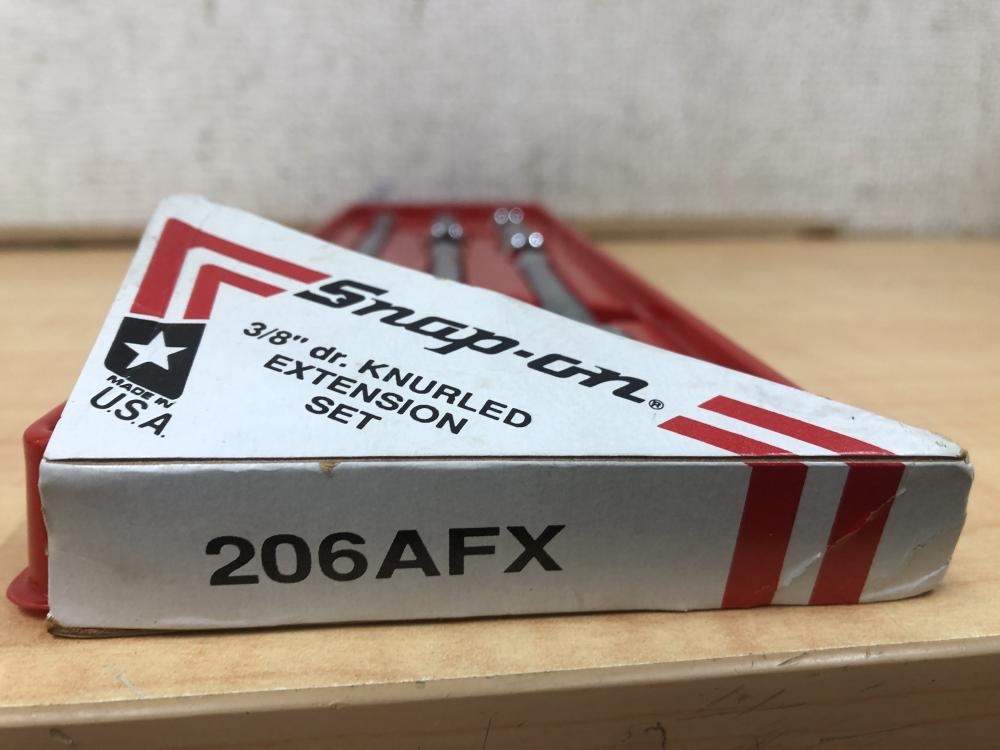 Snap-on®
3/8" dr. KNURLED
EXTENSION
SET
MADE IN
U.S.A.
206AFX